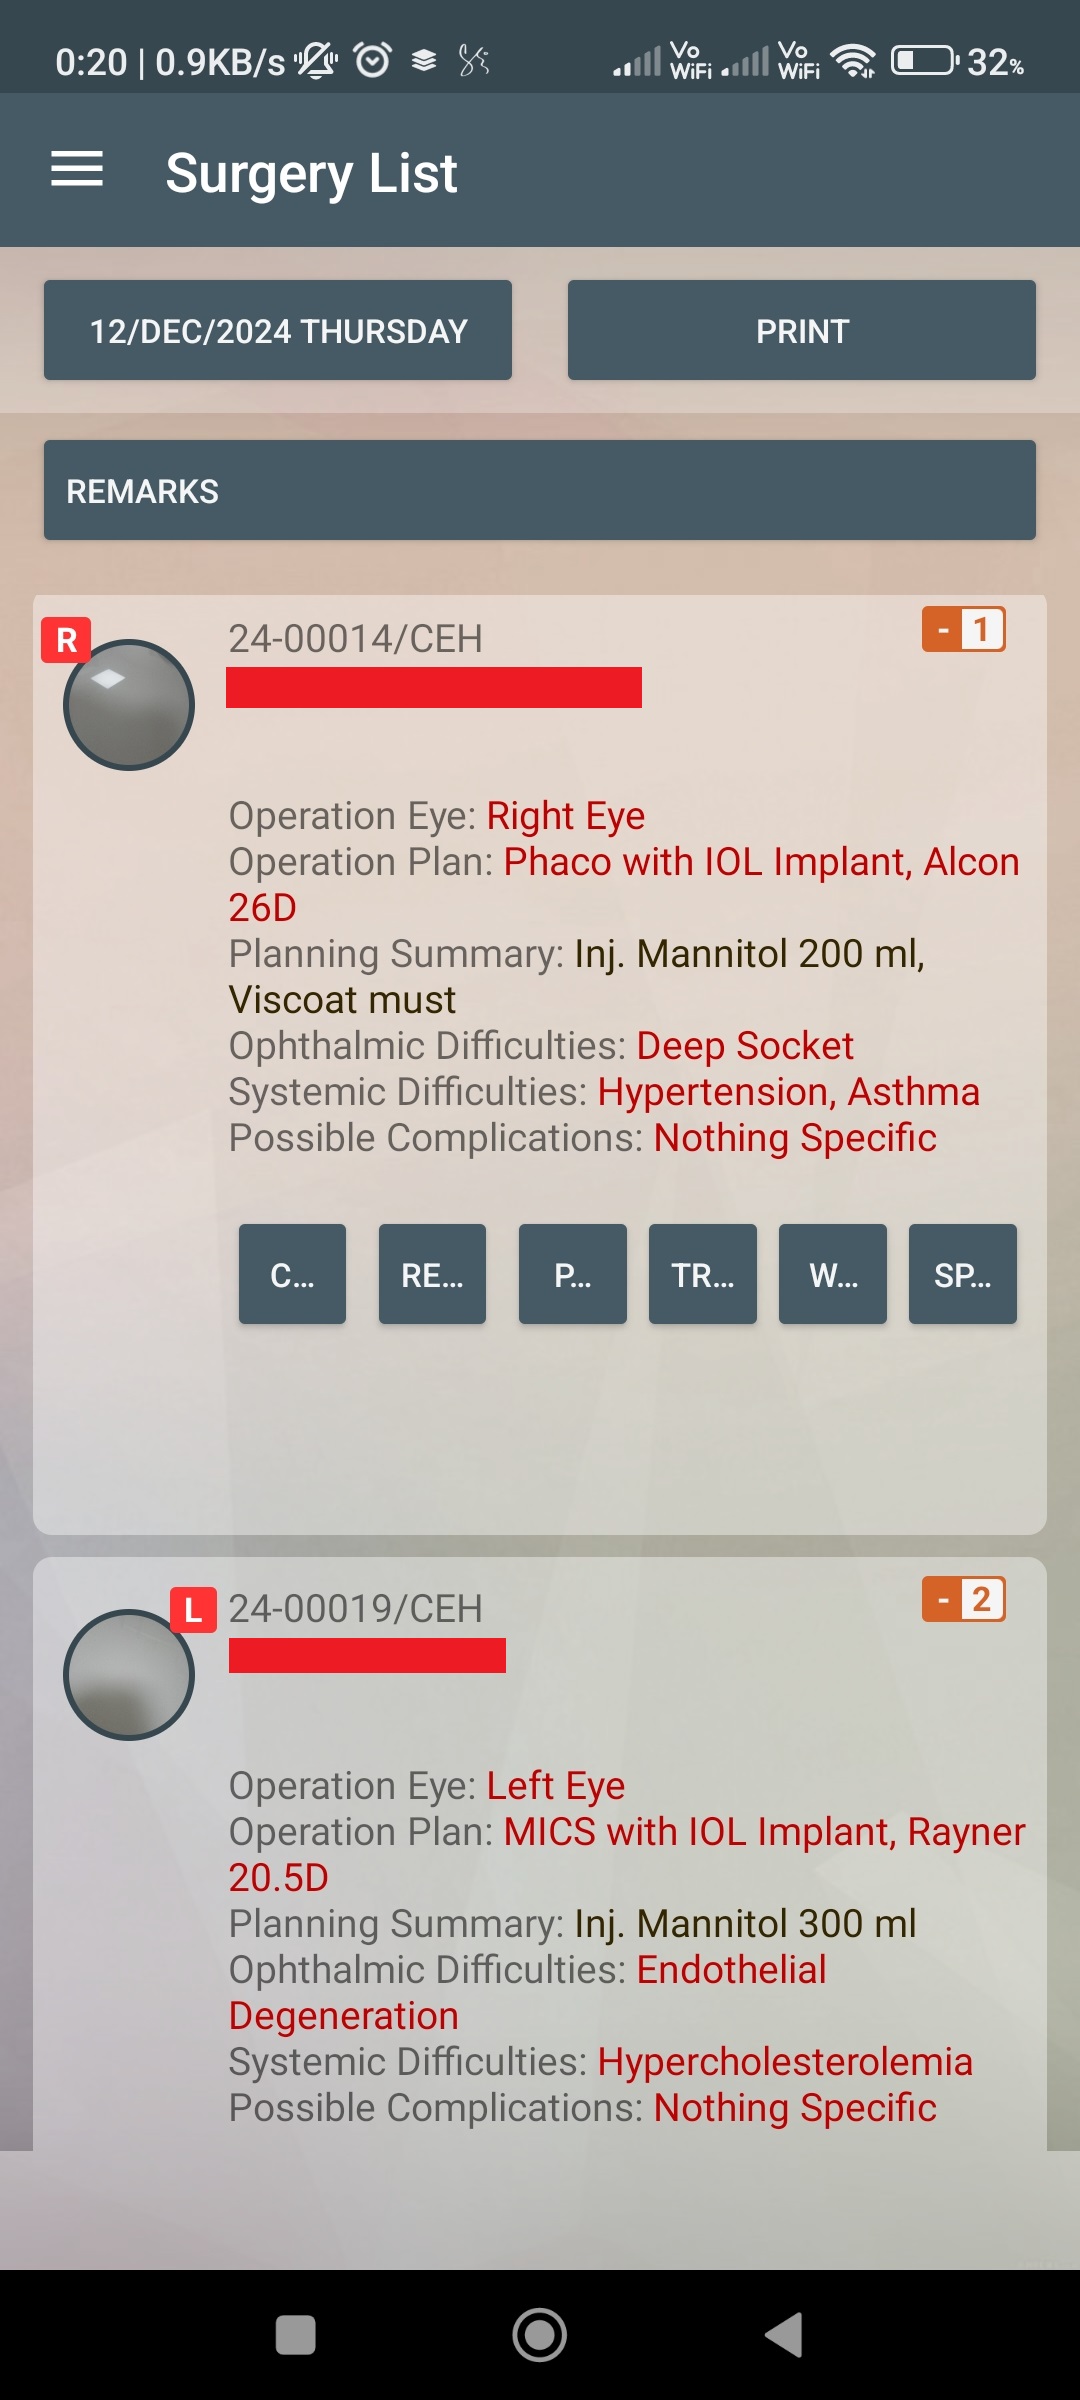 0:20 | 0.9KB/s
Vo WiFi Vo WiFi 32%
Surgery List
12/DEC/2024 THURSDAY PRINT
REMARKS
R 24-00014/CEH - 1
Operation Eye: Right Eye
Operation Plan: Phaco with IOL Implant, Alcon
26D
Planning Summary: Inj. Mannitol 200 ml,
Viscoat must
Ophthalmic Difficulties: Deep Socket
Systemic Difficulties: Hypertension, Asthma
Possible Complications: Nothing Specific
C... RE... P... TR... W... SP...
L 24-00019/CEH - 2
Operation Eye: Left Eye
Operation Plan: MICS with IOL Implant, Rayner
20.5D
Planning Summary: Inj. Mannitol 300 ml
Ophthalmic Difficulties: Endothelial
Degeneration
Systemic Difficulties: Hypercholesterolemia
Possible Complications: Nothing Specific